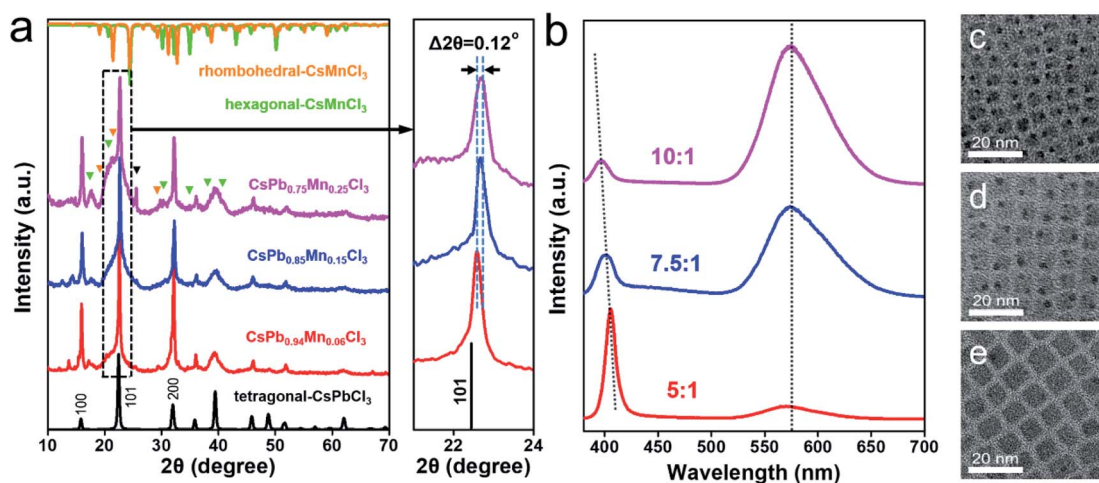 a
Intensity (a.u.)
rhombohedral-CsMnCl3
hexagonal-CsMnCl3
CsPb0.75Mn0.25Cl3
CsPb0.85Mn0.15Cl3
CsPb0.94Mn0.06Cl3
tetragonal-CsPbCl3
100
101
200
10 20 30 40 50 60 70
2θ (degree)
Δ2θ=0.12°
101
22 24
2θ (degree)
b
Intensity (a.u.)
10:1
7.5:1
5:1
400 450 500 550 600 650 700
Wavelength (nm)
c
20 nm
d
20 nm
e
20 nm